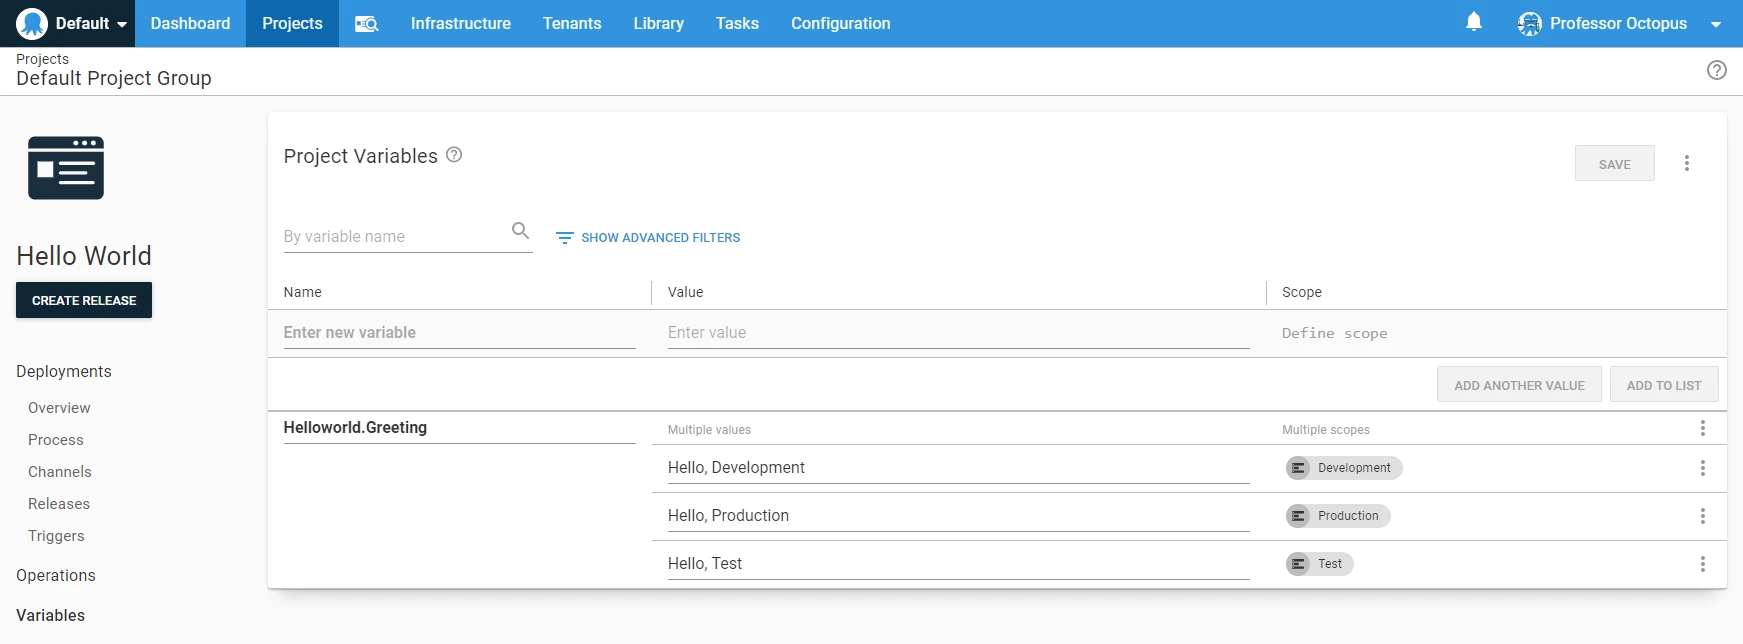 Default Dashboard Projects Infrastructure Tenants Library Tasks Configuration Professor Octopus
Projects
Default Project Group
Hello World
CREATE RELEASE
Deployments
Overview
Process
Channels
Releases
Triggers
Operations
Variables
Project Variables
SAVE
By variable name
SHOW ADVANCED FILTERS
Name Value Scope
Enter new variable Enter value Define scope
ADD ANOTHER VALUE ADD TO LIST
Helloworld.Greeting Multiple values Multiple scopes
Hello, Development Development
Hello, Production Production
Hello, Test Test